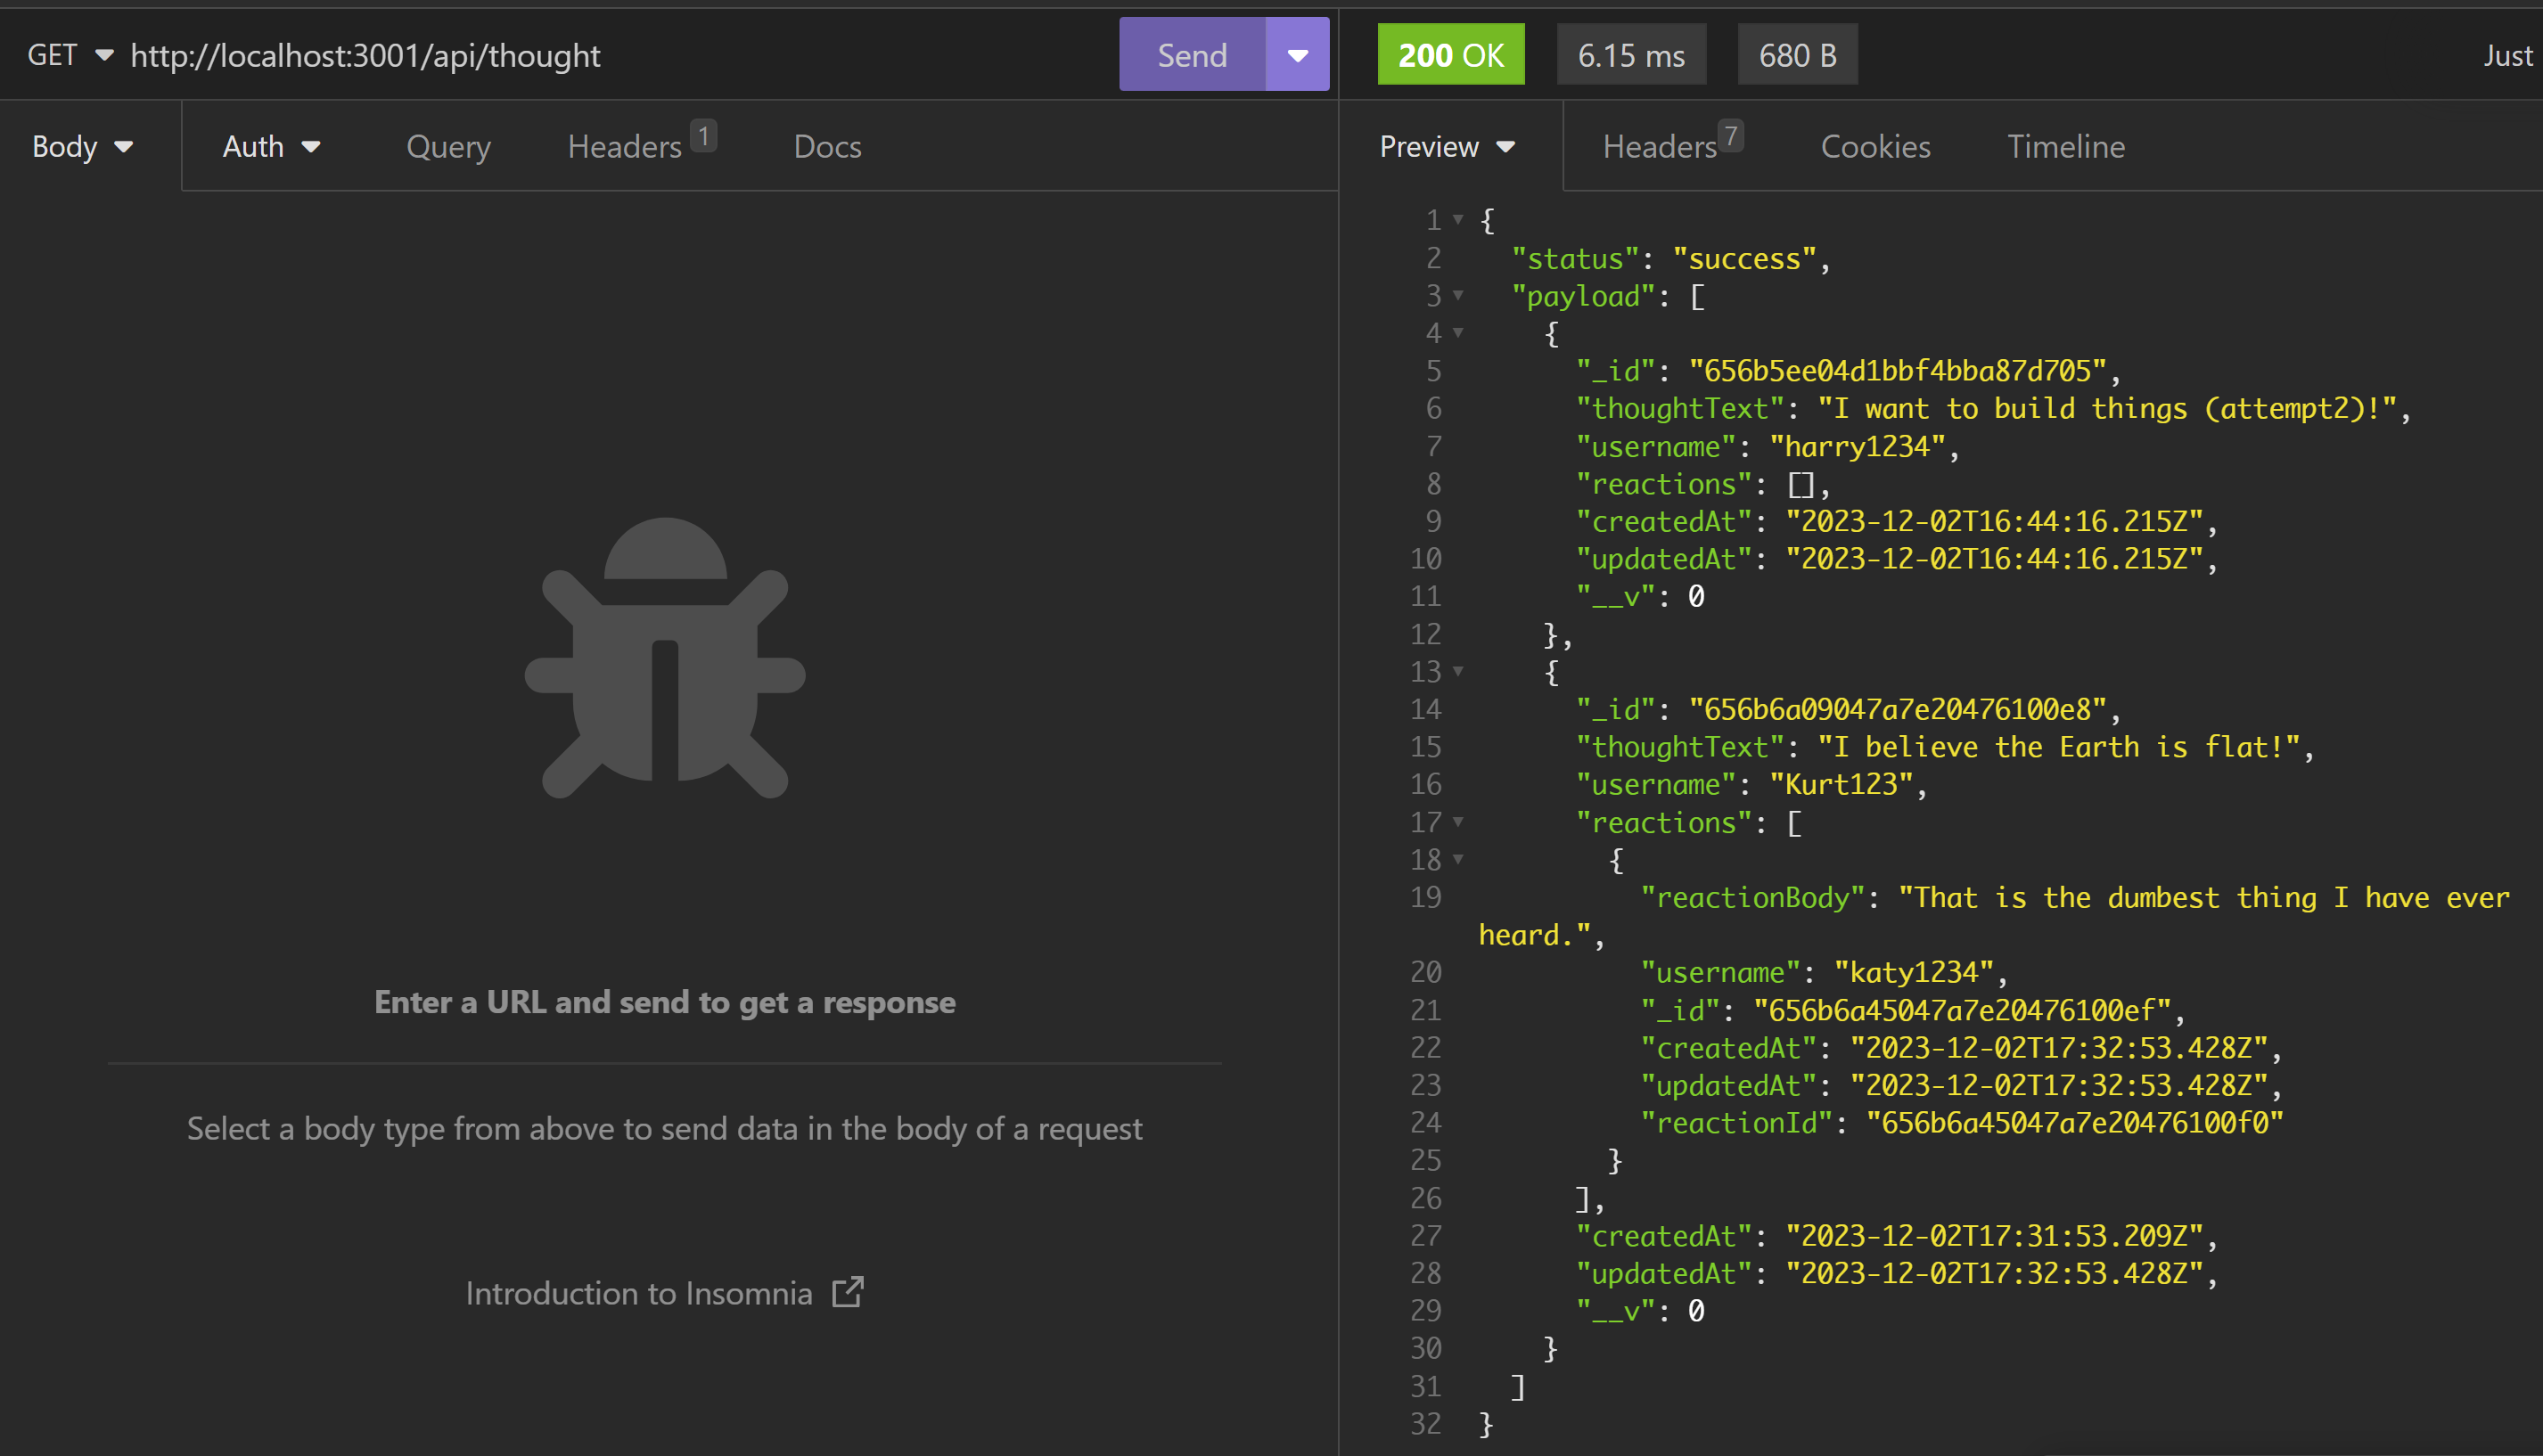 GET http://localhost:3001/api/thought Send 200 OK 6.15 ms 680 B Just
Body Auth Query Headers 1 Docs Preview Headers 7 Cookies Timeline
Enter a URL and send to get a response
Select a body type from above to send data in the body of a request
Introduction to Insomnia
1 {
2 "status": "success",
3 "payload": [
4 {
5 "_id": "656b5ee04d1bbf4bba87d705",
6 "thoughtText": "I want to build things (attempt2)!",
7 "username": "harry1234",
8 "reactions": [],
9 "createdAt": "2023-12-02T16:44:16.215Z",
10 "updatedAt": "2023-12-02T16:44:16.215Z",
11 "__v": 0
12 },
13 {
14 "_id": "656b6a09047a7e20476100e8",
15 "thoughtText": "I believe the Earth is flat!",
16 "username": "Kurt123",
17 "reactions": [
18 {
19 "reactionBody": "That is the dumbest thing I have ever
heard.",
20 "username": "katy1234",
21 "_id": "656b6a45047a7e20476100ef",
22 "createdAt": "2023-12-02T17:32:53.428Z",
23 "updatedAt": "2023-12-02T17:32:53.428Z",
24 "reactionId": "656b6a45047a7e20476100f0"
25 }
26 ],
27 "createdAt": "2023-12-02T17:31:53.209Z",
28 "updatedAt": "2023-12-02T17:32:53.428Z",
29 "__v": 0
30 }
31 ]
32 }